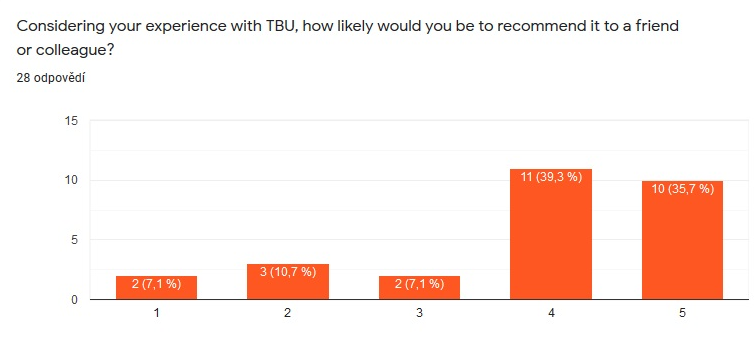 Considering your experience with TBU, how likely would you be to recommend it to a friend
or colleague?
28 odpovědí
15
10
5
0
2 (7,1 %)
3 (10,7 %)
2 (7,1 %)
11 (39,3 %)
10 (35,7 %)
1
2
3
4
5